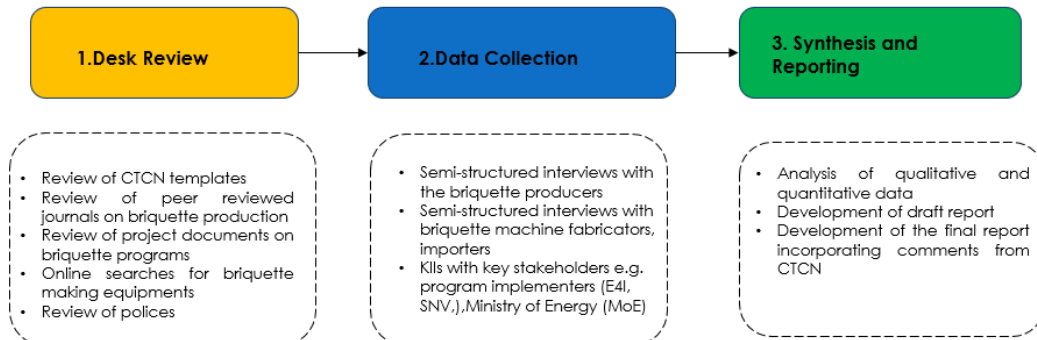 1.Desk Review
2.Data Collection
3. Synthesis and
Reporting
• Review of CTCN templates
• Review of peer reviewed
journals on briquette production
• Review of project documents on
briquette programs
• Online searches for briquette
making equipments
• Review of polices
• Semi-structured interviews with
the briquette producers
• Semi-structured interviews with
briquette machine fabricators,
importers
• KIIs with key stakeholders e.g.
program implementers (E4I,
SNV,),Ministry of Energy (MoE)
• Analysis of qualitative and
quantitative data
• Development of draft report
• Development of the final report
incorporating comments from
CTCN